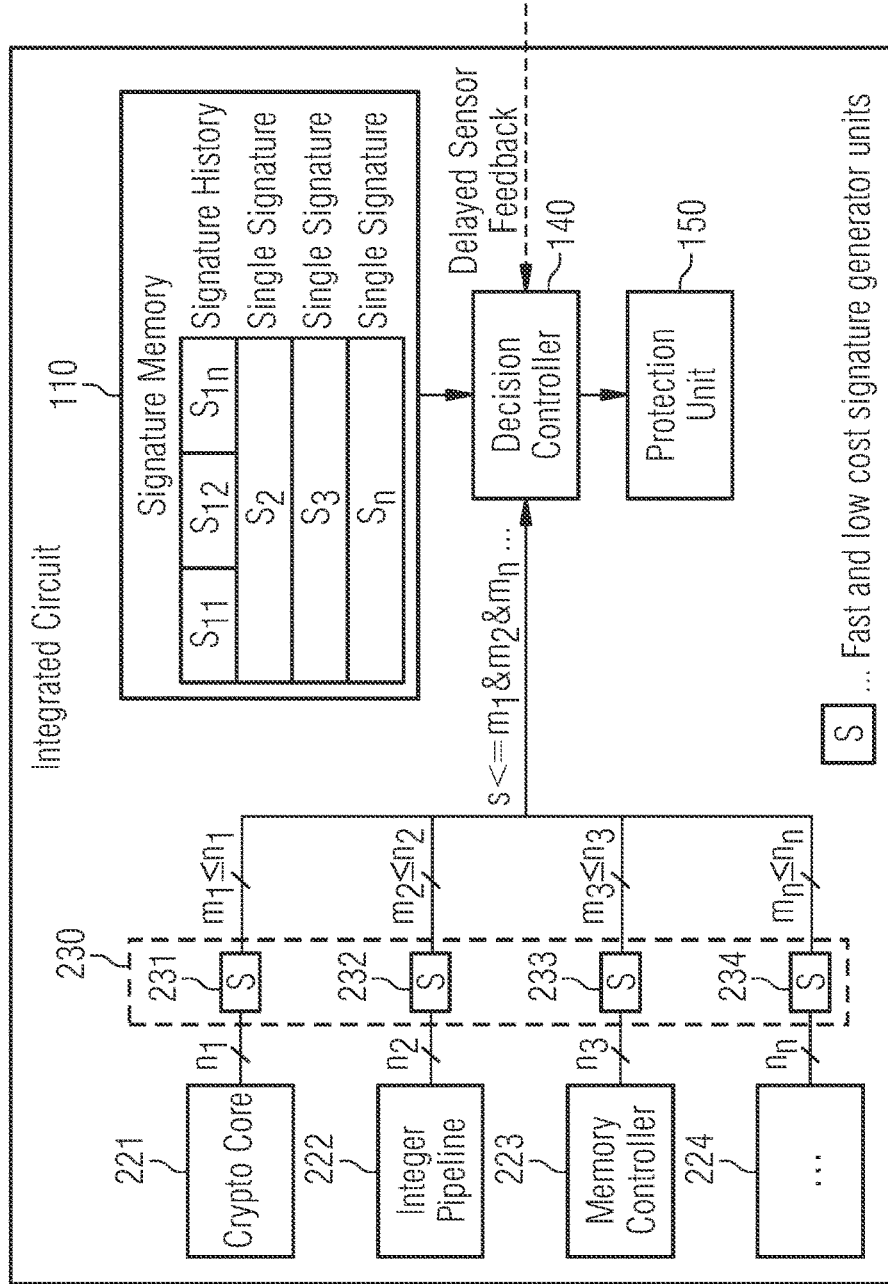 Integrated Circuit
110
Signature Memory
S11 S12 S1n Signature History
S2 Single Signature
S3 Single Signature
Sn Single Signature
230
221
Crypto Core
n1
231
S
m1≤n1
222
Integer
Pipeline
n2
232
S
m2≤n2
223
Memory
Controller
n3
233
S
m3≤n3
224
...
nn
234
S
mn≤nn
s<=m1&m2&mn ...
Delayed Sensor
Feedback
140
Decision
Controller
150
Protection
Unit
S ... Fast and low cost signature generator units